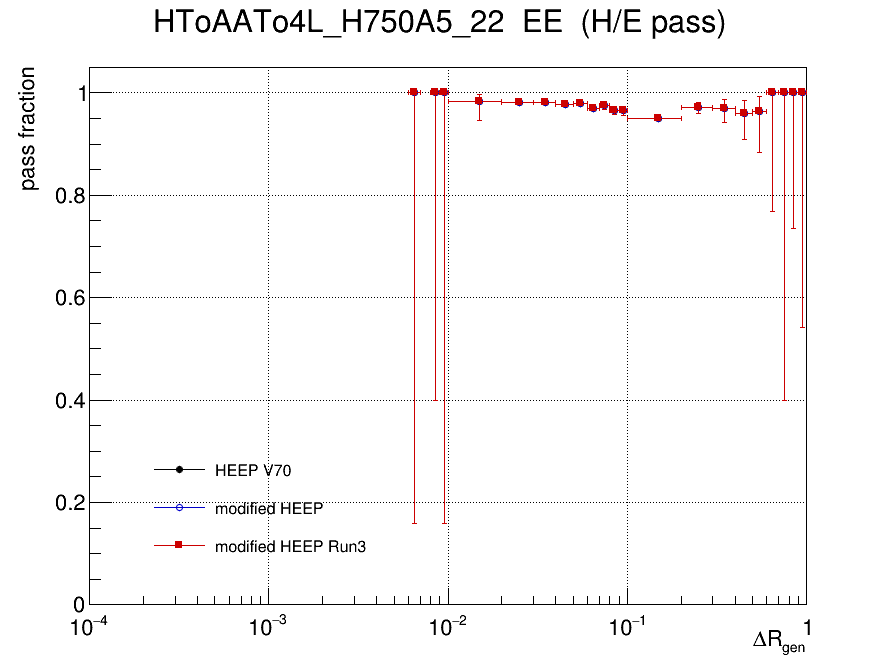 HToAATo4L_H750A5_22 EE (H/E pass)
pass fraction
1
0.8
0.6
0.4
0.2
0
HEEP V70
modified HEEP
modified HEEP Run3
10⁻⁴ 10⁻³ 10⁻² 10⁻¹ 1
ΔR_gen